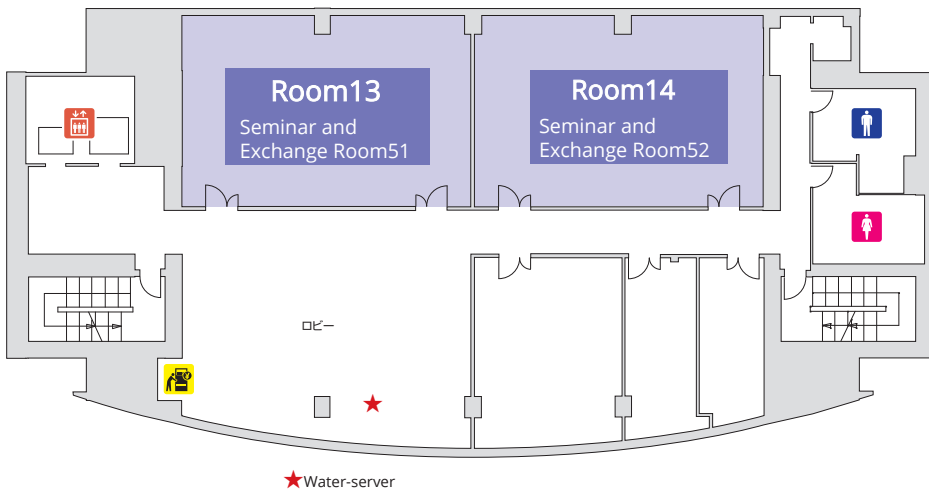 Room13
Seminar and
Exchange Room51
Room14
Seminar and
Exchange Room52
ロビー
★Water-server